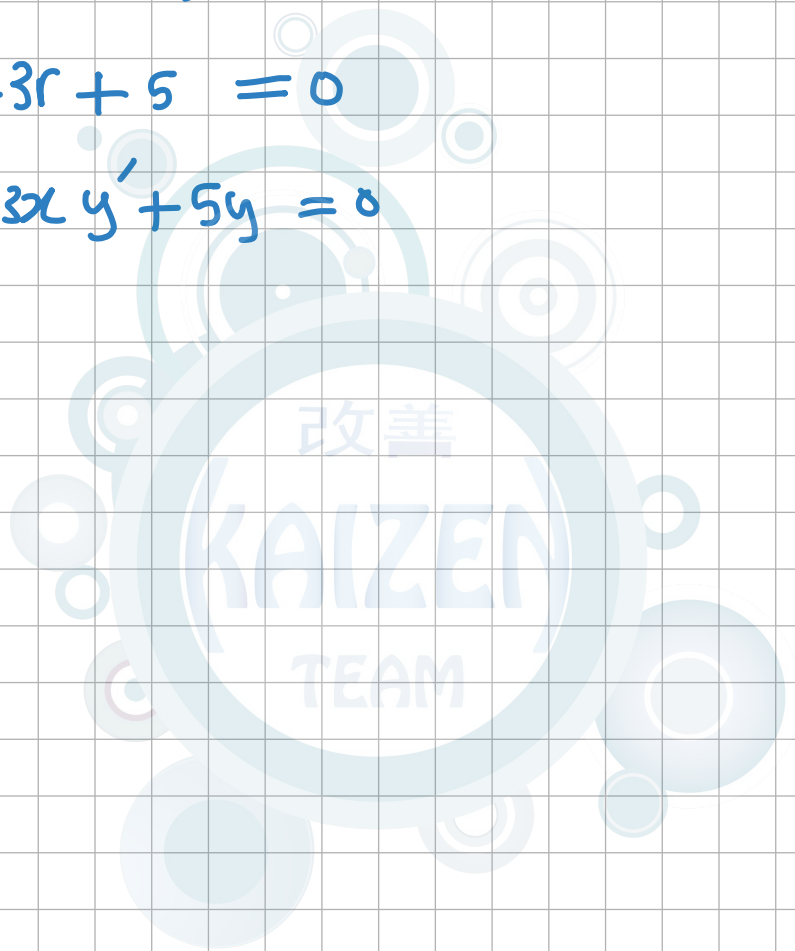 3r + 5 = 0
3x y' + 5y = 0
改善
KAIZEN
TEAM